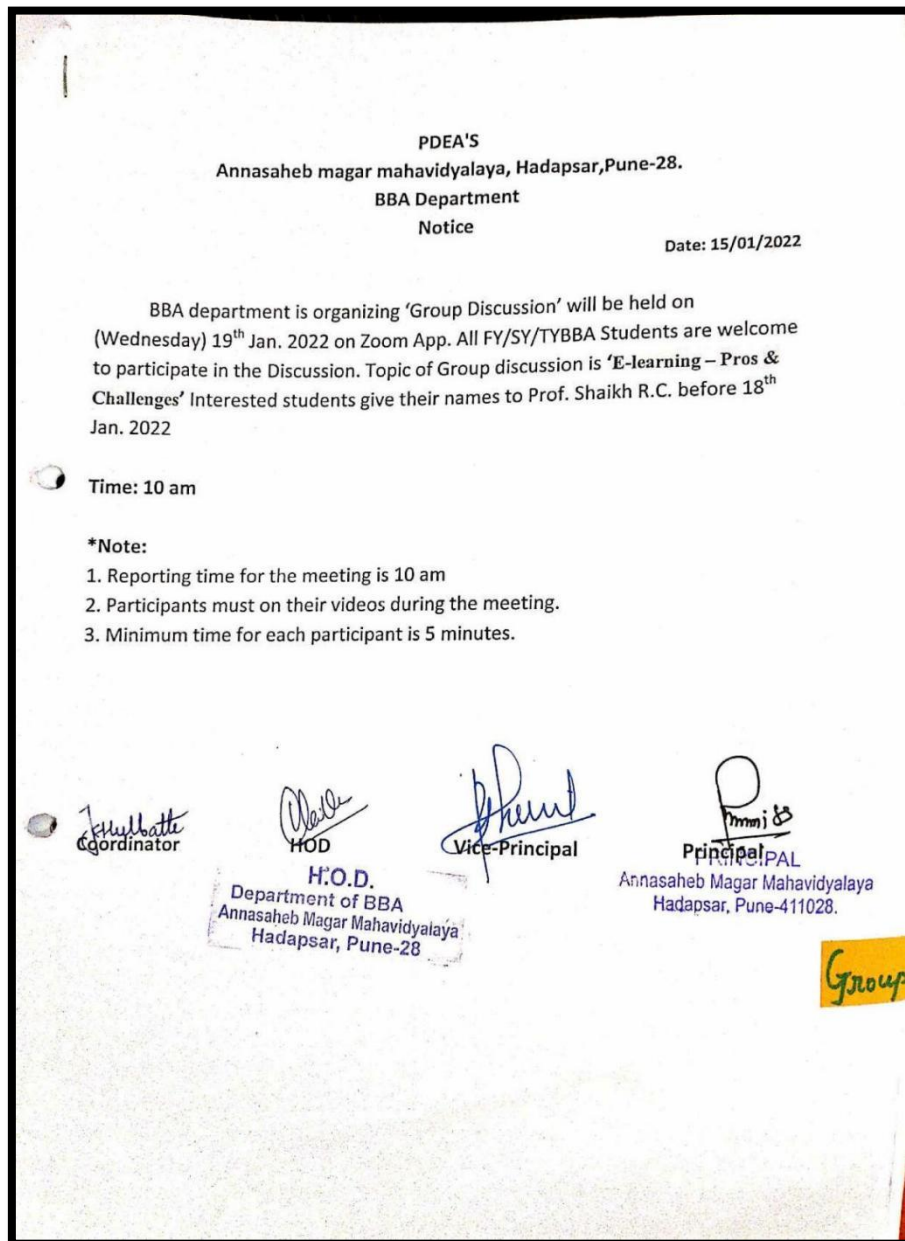 PDEA'S
Annasaheb magar mahavidyalaya, Hadapsar,Pune-28.
BBA Department
Notice
Date: 15/01/2022
BBA department is organizing ‘Group Discussion’ will be held on
(Wednesday) 19th Jan. 2022 on Zoom App. All FY/SY/TYBBA Students are welcome
to participate in the Discussion. Topic of Group discussion is ‘E-learning – Pros &
Challenges’ Interested students give their names to Prof. Shaikh R.C. before 18th
Jan. 2022
Time: 10 am
*Note:
1. Reporting time for the meeting is 10 am
2. Participants must on their videos during the meeting.
3. Minimum time for each participant is 5 minutes.
Coordinator
HOD
Vice-Principal
Principal
H.O.D.
Department of BBA
Annasaheb Magar Mahavidyalaya
Hadapsar, Pune-28
PRINCIPAL
Annasaheb Magar Mahavidyalaya
Hadapsar, Pune-411028.
Group